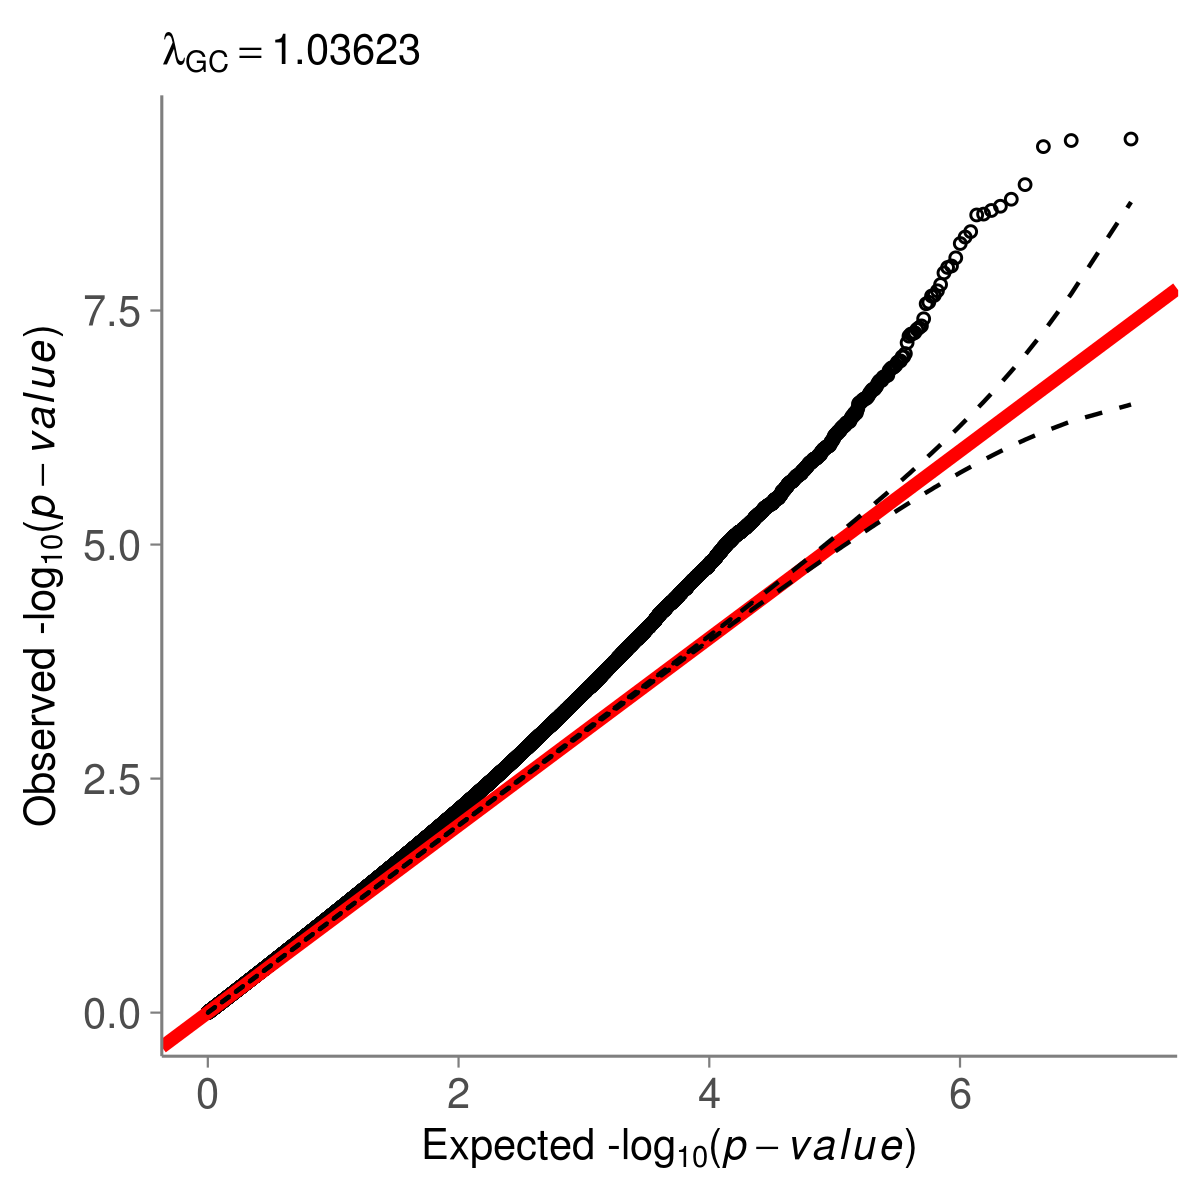 λGC = 1.03623
Observed -log10(p − value)
7.5
5.0
2.5
0.0
0 2 4 6
Expected -log10(p − value)